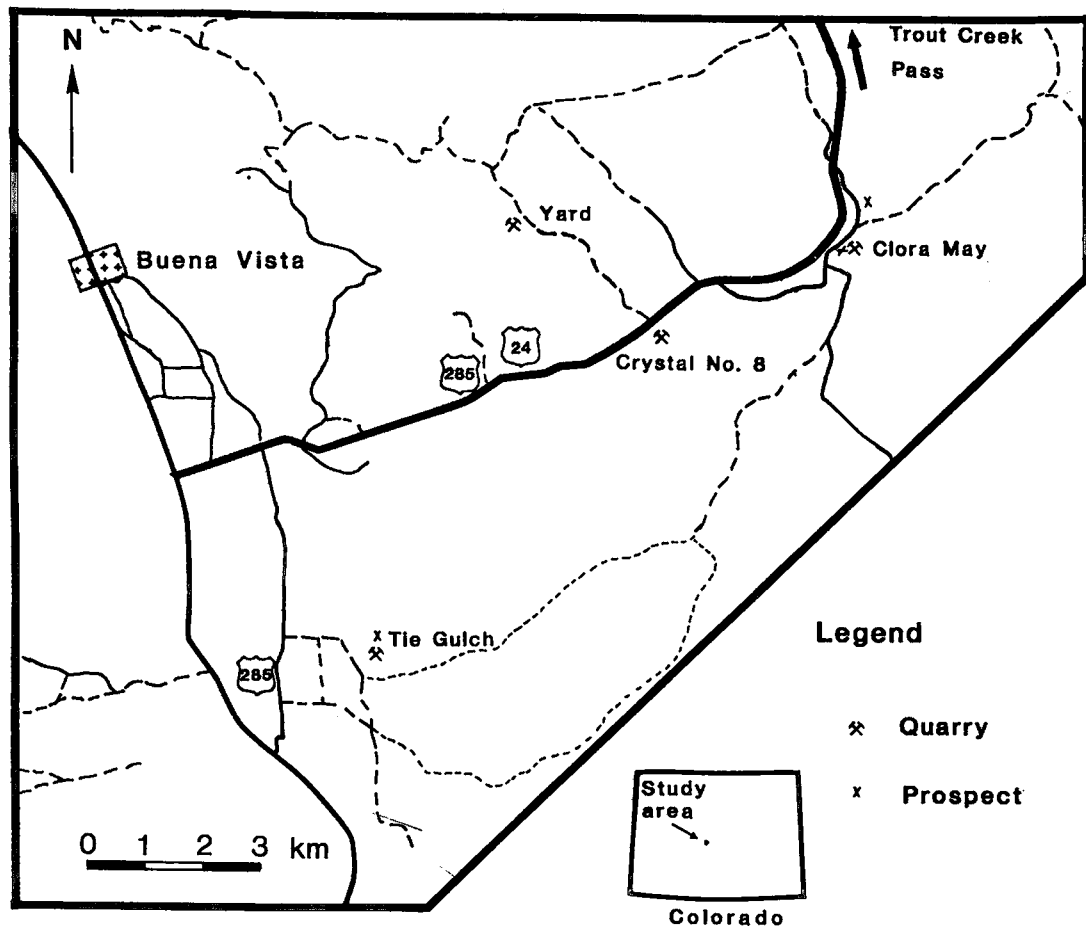 N
Trout Creek
Pass
Yard
Buena Vista
Clora May
24
285
Crystal No. 8
Tie Gulch
285
Legend
Quarry
Prospect
Study
area
0 1 2 3 km
Colorado